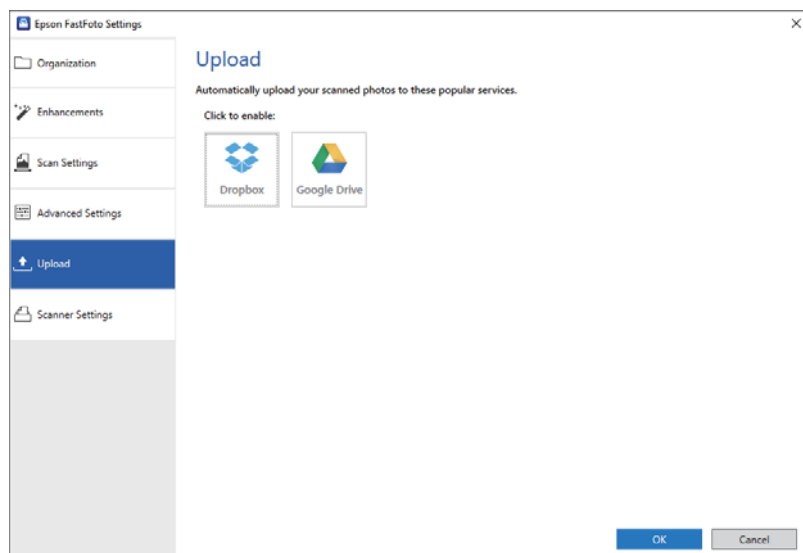 Epson FastFoto Settings
Organization
Enhancements
Scan Settings
Advanced Settings
Upload
Scanner Settings
Upload
Automatically upload your scanned photos to these popular services.
Click to enable:
Dropbox
Google Drive
OK
Cancel